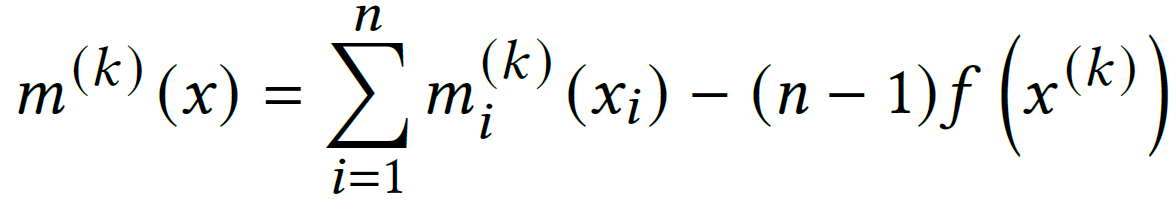 $m^{(k)}(x) = \sum_{i=1}^{n} m_i^{(k)}(x_i) - (n-1) f\left(x^{(k)}\right)$